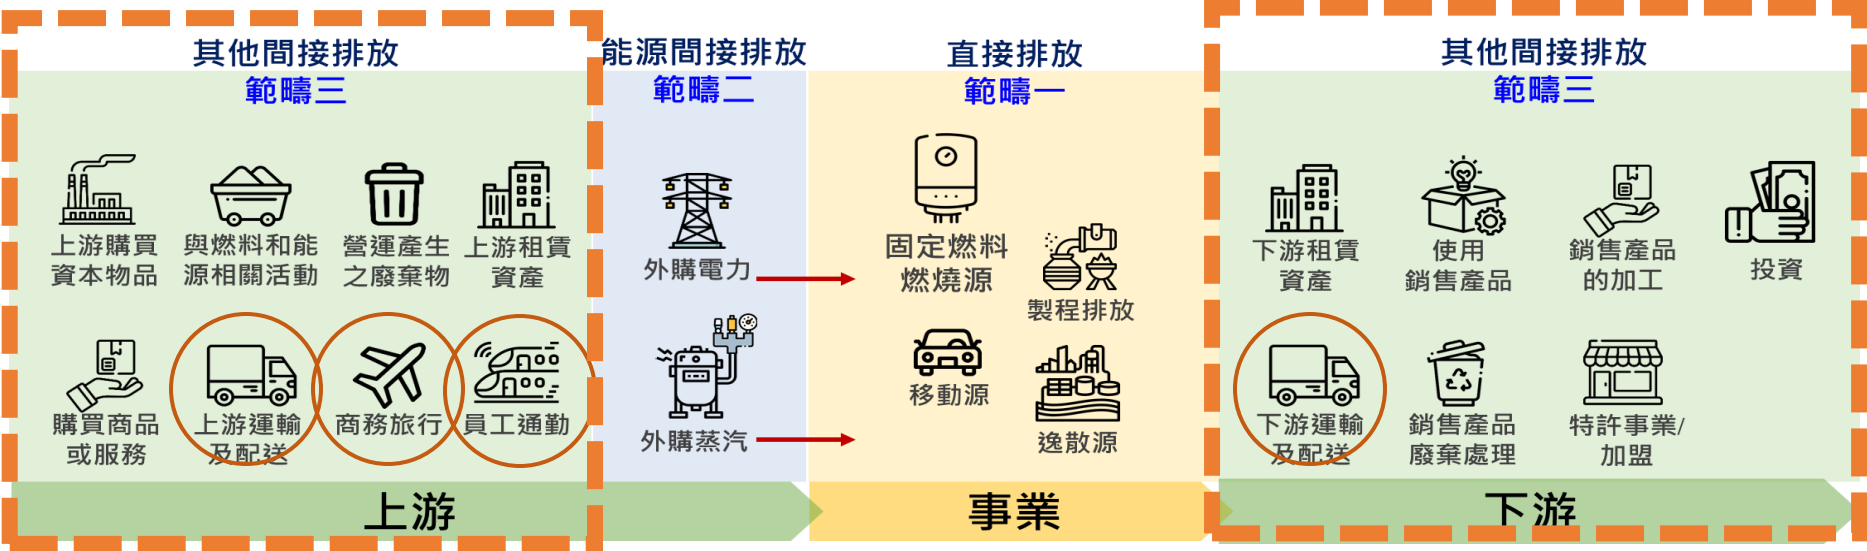 其他間接排放
範疇三
上游購買
資本物品
與燃料和能
源相關活動
營運產生
之廢棄物
上游租賃
資產
購買商品
或服務
上游運輸
及配送
商務旅行
員工通勤
上游
能源間接排放
範疇二
外購電力
外購蒸汽
直接排放
範疇一
固定燃料
燃燒源
製程排放
移動源
逸散源
事業
其他間接排放
範疇三
下游租賃
資產
使用
銷售產品
銷售產品
的加工
投資
下游運輸
及配送
銷售產品
廢棄處理
特許事業/
加盟
下游